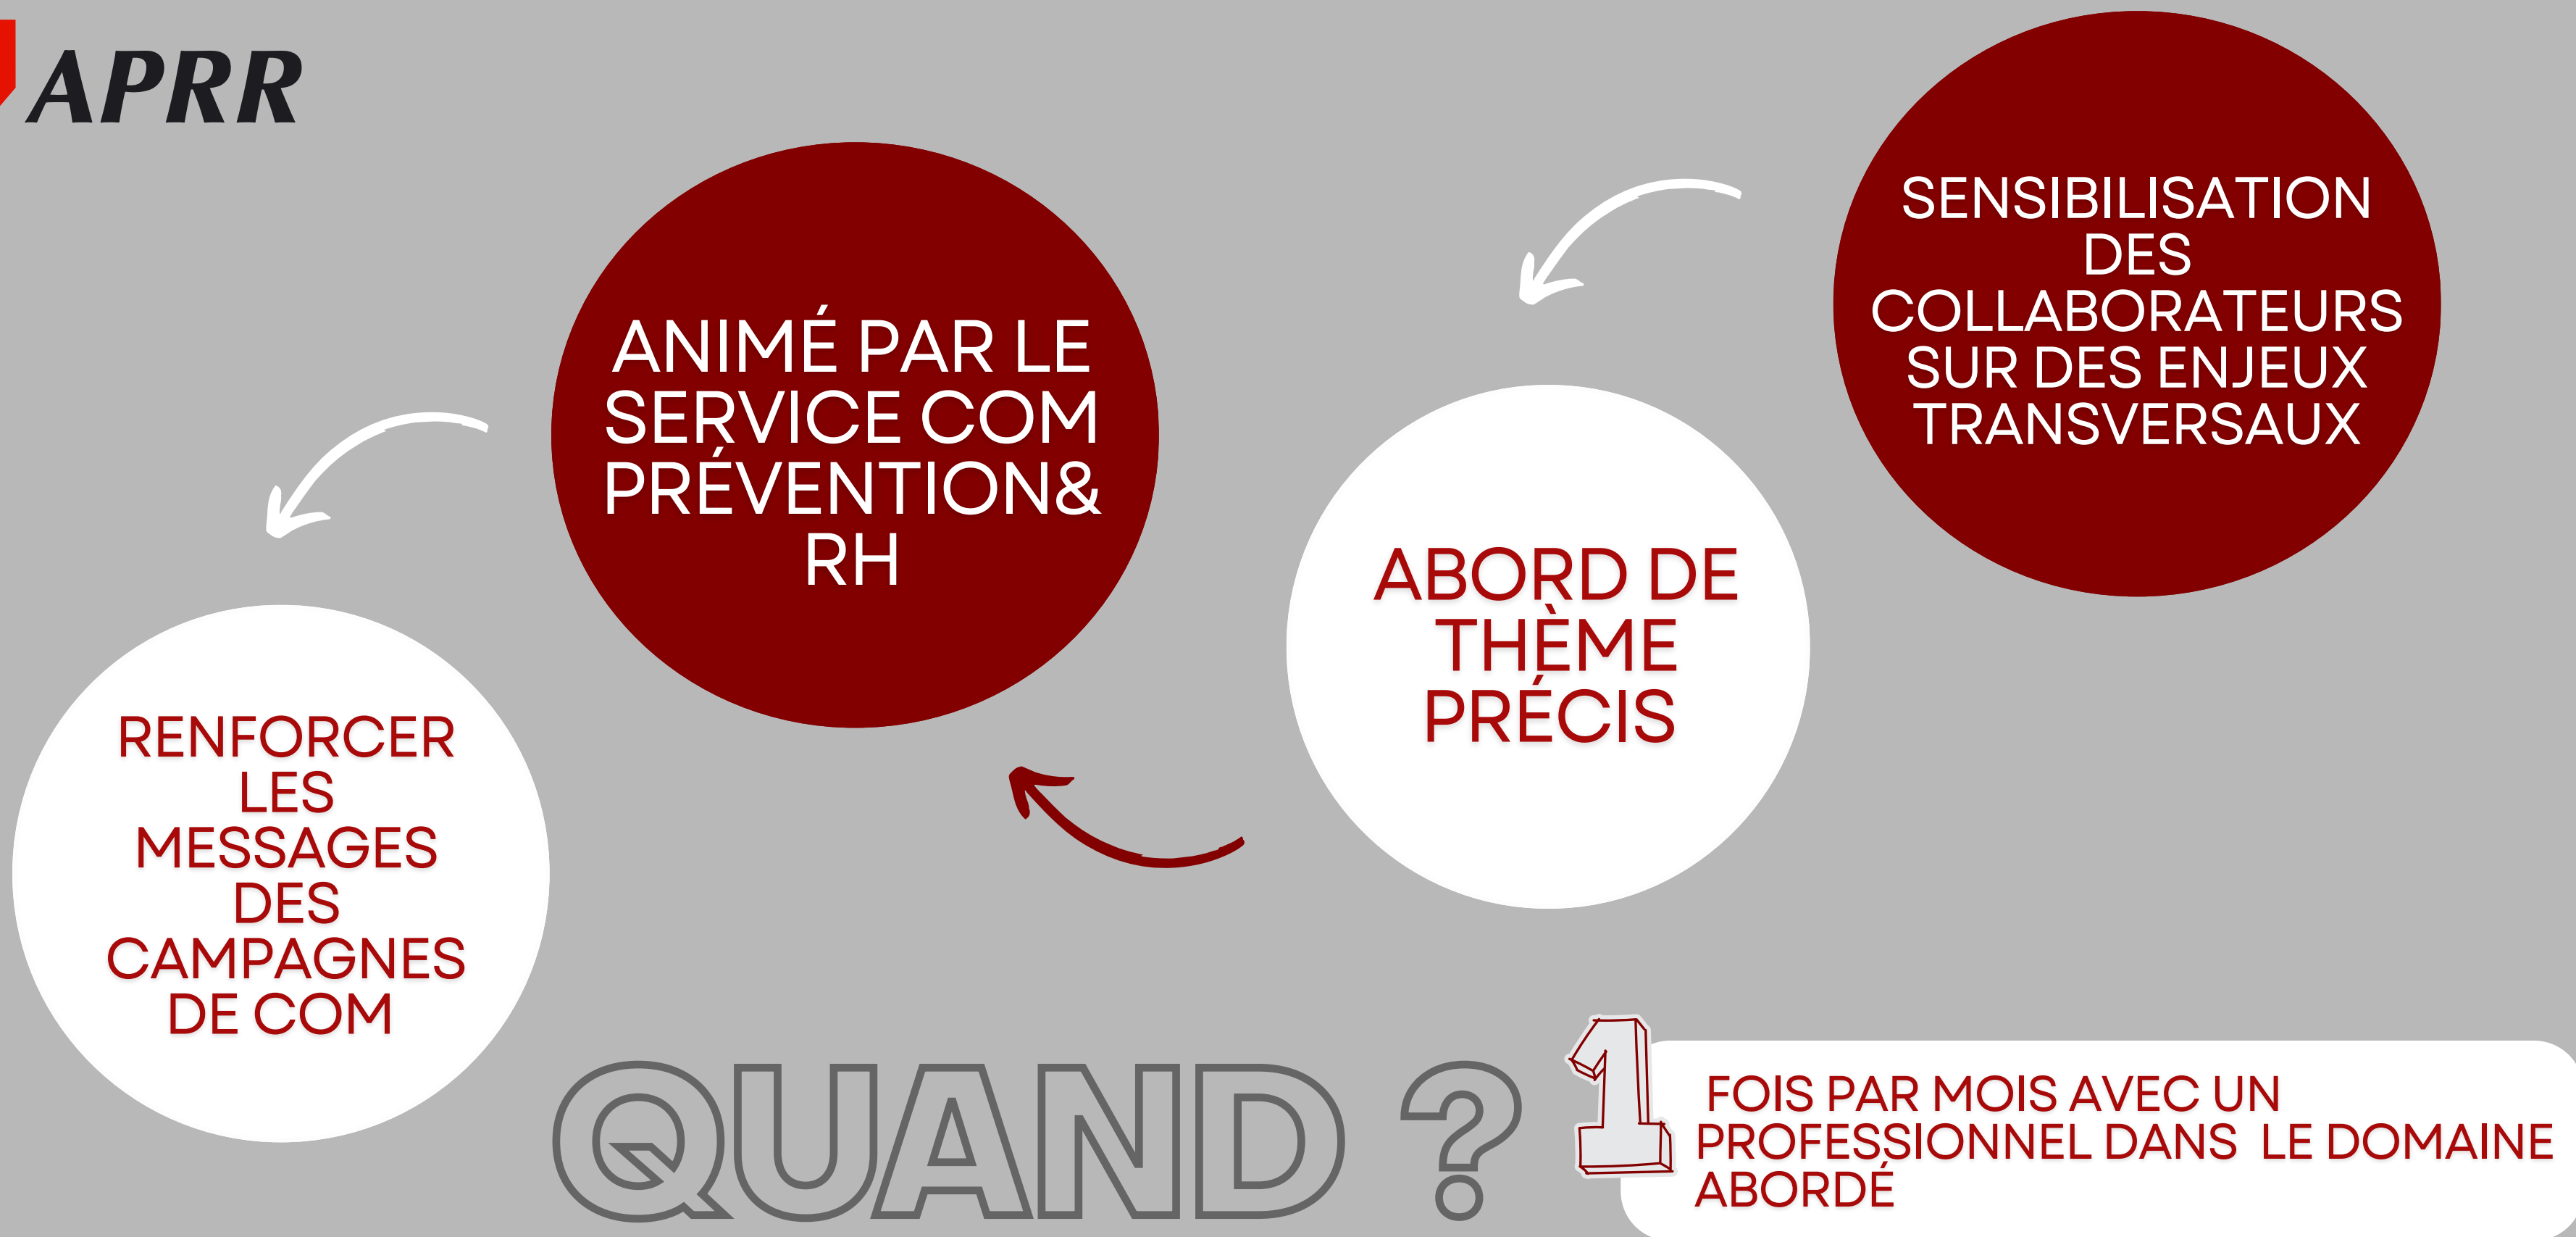 APRR
SENSIBILISATION
DES
COLLABORATEURS
SUR DES ENJEUX
TRANSVERSAUX
ABORD DE
THÈME
PRÉCIS
ANIMÉ PAR LE
SERVICE COM
PRÉVENTION&
RH
RENFORCER
LES
MESSAGES
DES
CAMPAGNES
DE COM
QUAND ?
1 FOIS PAR MOIS AVEC UN
PROFESSIONNEL DANS LE DOMAINE
ABORDÉ